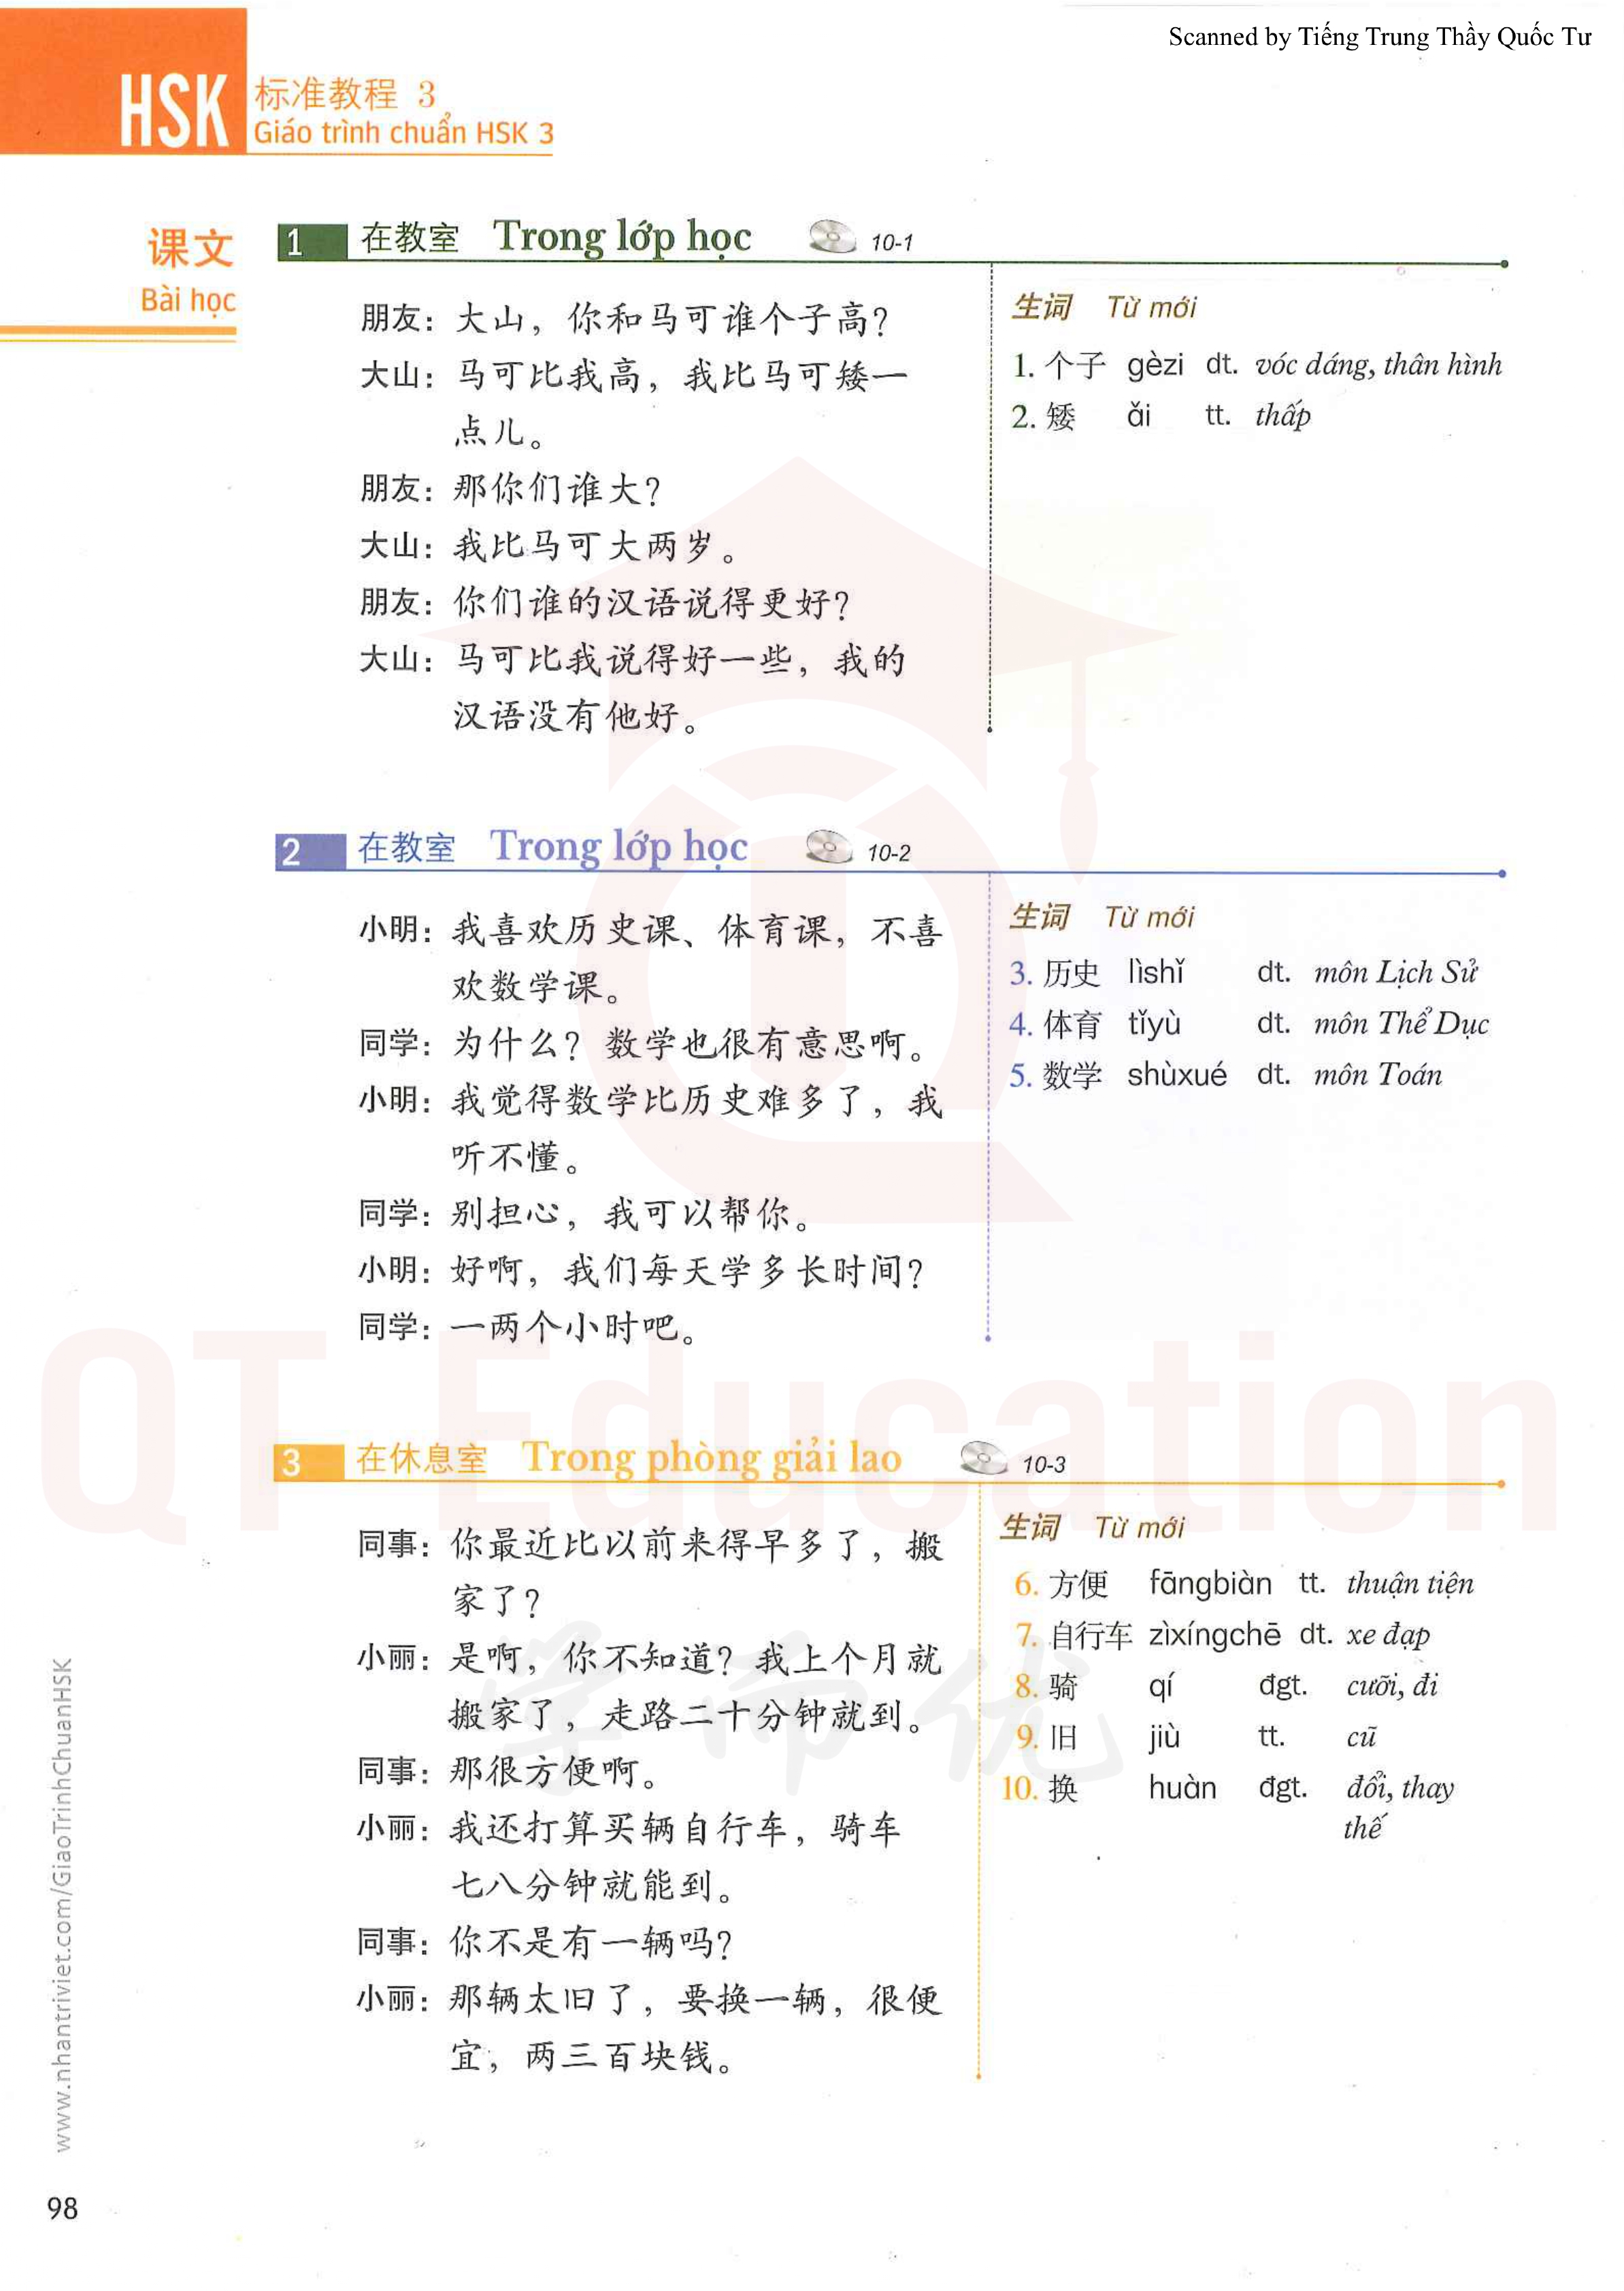 Scanned by Tiếng Trung Thầy Quốc Tư
HSK
标准教程 3
Giáo trình chuẩn HSK 3
课文
Bài học
1 在教室 Trong lớp học 10-1
朋友：大山，你和马可谁个子高？
大山：马可比我高，我比马可矮一
点儿。
朋友：那你们谁大？
大山：我比马可大两岁。
朋友：你们谁的汉语说得更好？
大山：马可比我说得好一些，我的
汉语没有他好。
生词 Từ mới
1. 个子 gèzi dt. vóc dáng, thân hình
2. 矮 ǎi tt. thấp
2 在教室 Trong lớp học 10-2
小明：我喜欢历史课、体育课，不喜
欢数学课。
同学：为什么？数学也很有意思啊。
小明：我觉得数学比历史难多了，我
听不懂。
同学：别担心，我可以帮你。
小明：好啊，我们每天学多长时间？
同学：一两个小时吧。
生词 Từ mới
3. 历史 lìshǐ dt. môn Lịch Sử
4. 体育 tǐyù dt. môn Thể Dục
5. 数学 shùxué dt. môn Toán
3 在休息室 Trong phòng giải lao 10-3
同事：你最近比以前来得早多了，搬
家了？
小丽：是啊，你不知道？我上个月就
搬家了，走路二十分钟就到。
同事：那很方便啊。
小丽：我还打算买辆自行车，骑车
七八分钟就能到。
同事：你不是有一辆吗？
小丽：那辆太旧了，要换一辆，很便
宜，两三百块钱。
生词 Từ mới
6. 方便 fāngbiàn tt. thuận tiện
7. 自行车 zìxíngchē dt. xe đạp
8. 骑 qí đgt. cưỡi, đi
9. 旧 jiù tt. cũ
10. 换 huàn đgt. đổi, thay
thế
QT Education
学而优
www.nhantriviet.com/GiaoTrinhChuanHSK
98